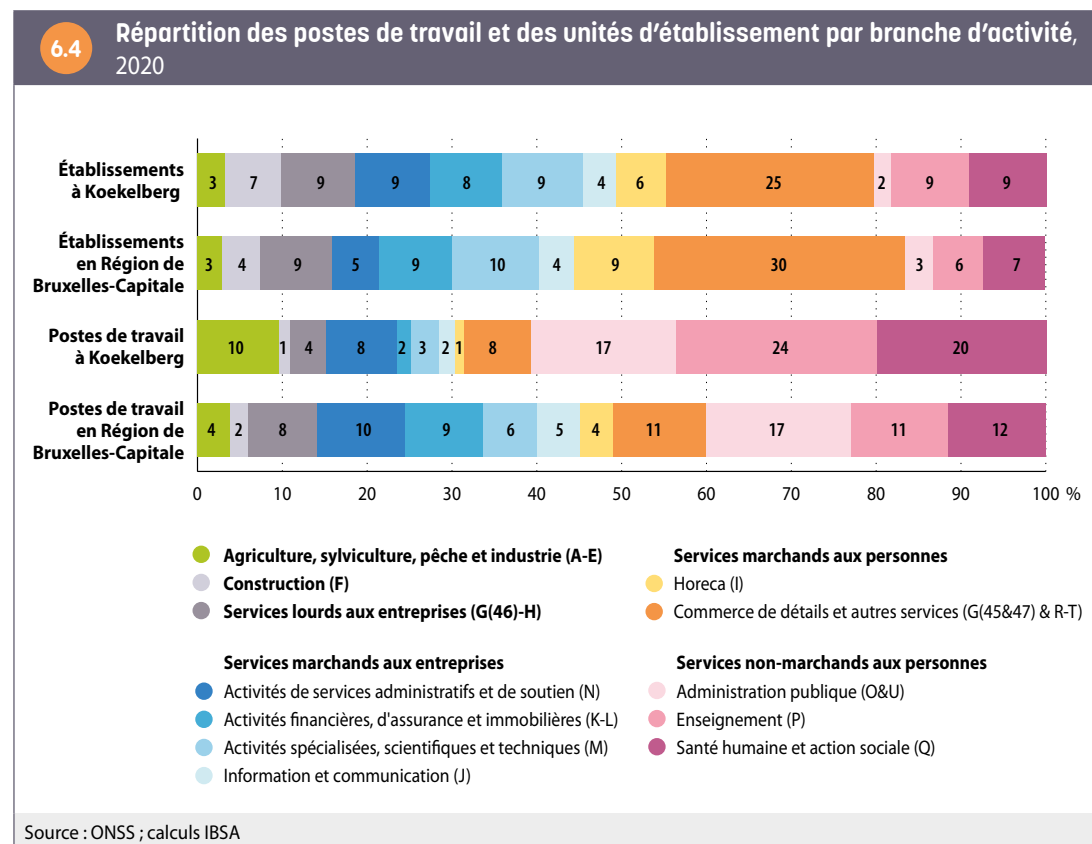 6.4
Répartition des postes de travail et des unités d'établissement par branche d'activité,
2020
Établissements
à Koekelberg
3 7 9 9 8 9 4 6 25 2 9 9
Établissements
en Région de
Bruxelles-Capitale
3 4 9 5 9 10 4 9 30 3 6 7
Postes de travail
à Koekelberg
10 1 4 8 2 3 2 1 8 17 24 20
Postes de travail
en Région de
Bruxelles-Capitale
4 2 8 10 9 6 5 4 11 17 11 12
0 10 20 30 40 50 60 70 80 90 100 %
Agriculture, sylviculture, pêche et industrie (A-E)
Construction (F)
Services lourds aux entreprises (G(46)-H)
Services marchands aux entreprises
Activités de services administratifs et de soutien (N)
Activités financières, d'assurance et immobilières (K-L)
Activités spécialisées, scientifiques et techniques (M)
Information et communication (J)
Services marchands aux personnes
Horeca (I)
Commerce de détails et autres services (G(45&47) & R-T)
Services non-marchands aux personnes
Administration publique (O&U)
Enseignement (P)
Santé humaine et action sociale (Q)
Source : ONSS ; calculs IBSA